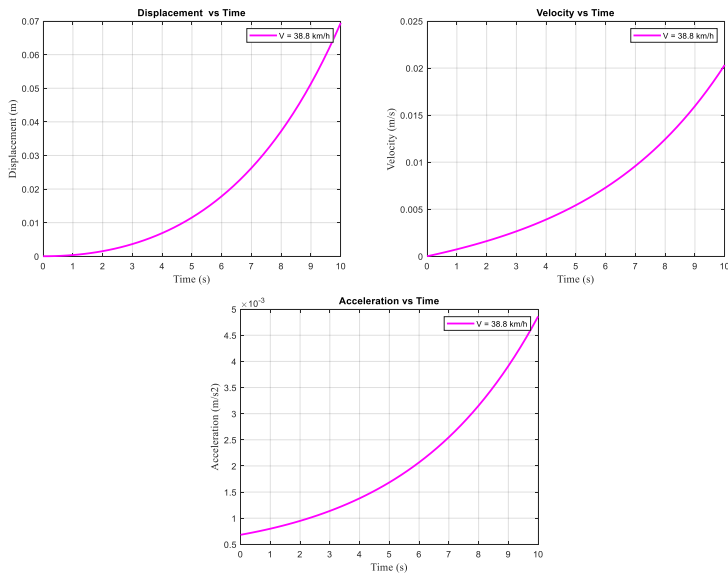 Displacement  vs Time
V = 38.8 km/h
0.07
0.06
0.05
0.04
0.03
0.02
0.01
0
Displacement (m)
0 1 2 3 4 5 6 7 8 9 10
Time (s)
Velocity vs Time
V = 38.8 km/h
0.025
0.02
0.015
0.01
0.005
0
Velocity (m/s)
0 1 2 3 4 5 6 7 8 9 10
Time (s)
Acceleration vs Time
×10⁻³
V = 38.8 km/h
5
4.5
4
3.5
3
2.5
2
1.5
1
0.5
Acceleration (m/s2)
0 1 2 3 4 5 6 7 8 9 10
Time (s)